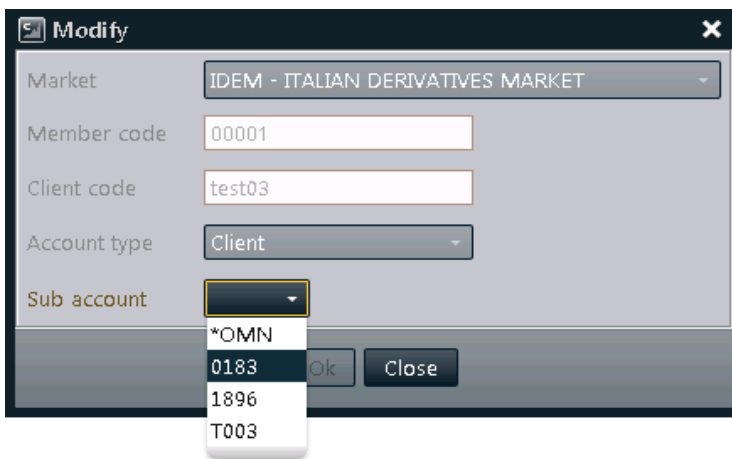 Modify
Market IDEM - ITALIAN DERIVATIVES MARKET
Member code 00001
Client code test03
Account type Client
Sub account
*OMN
0183 Ok Close
1896
T003